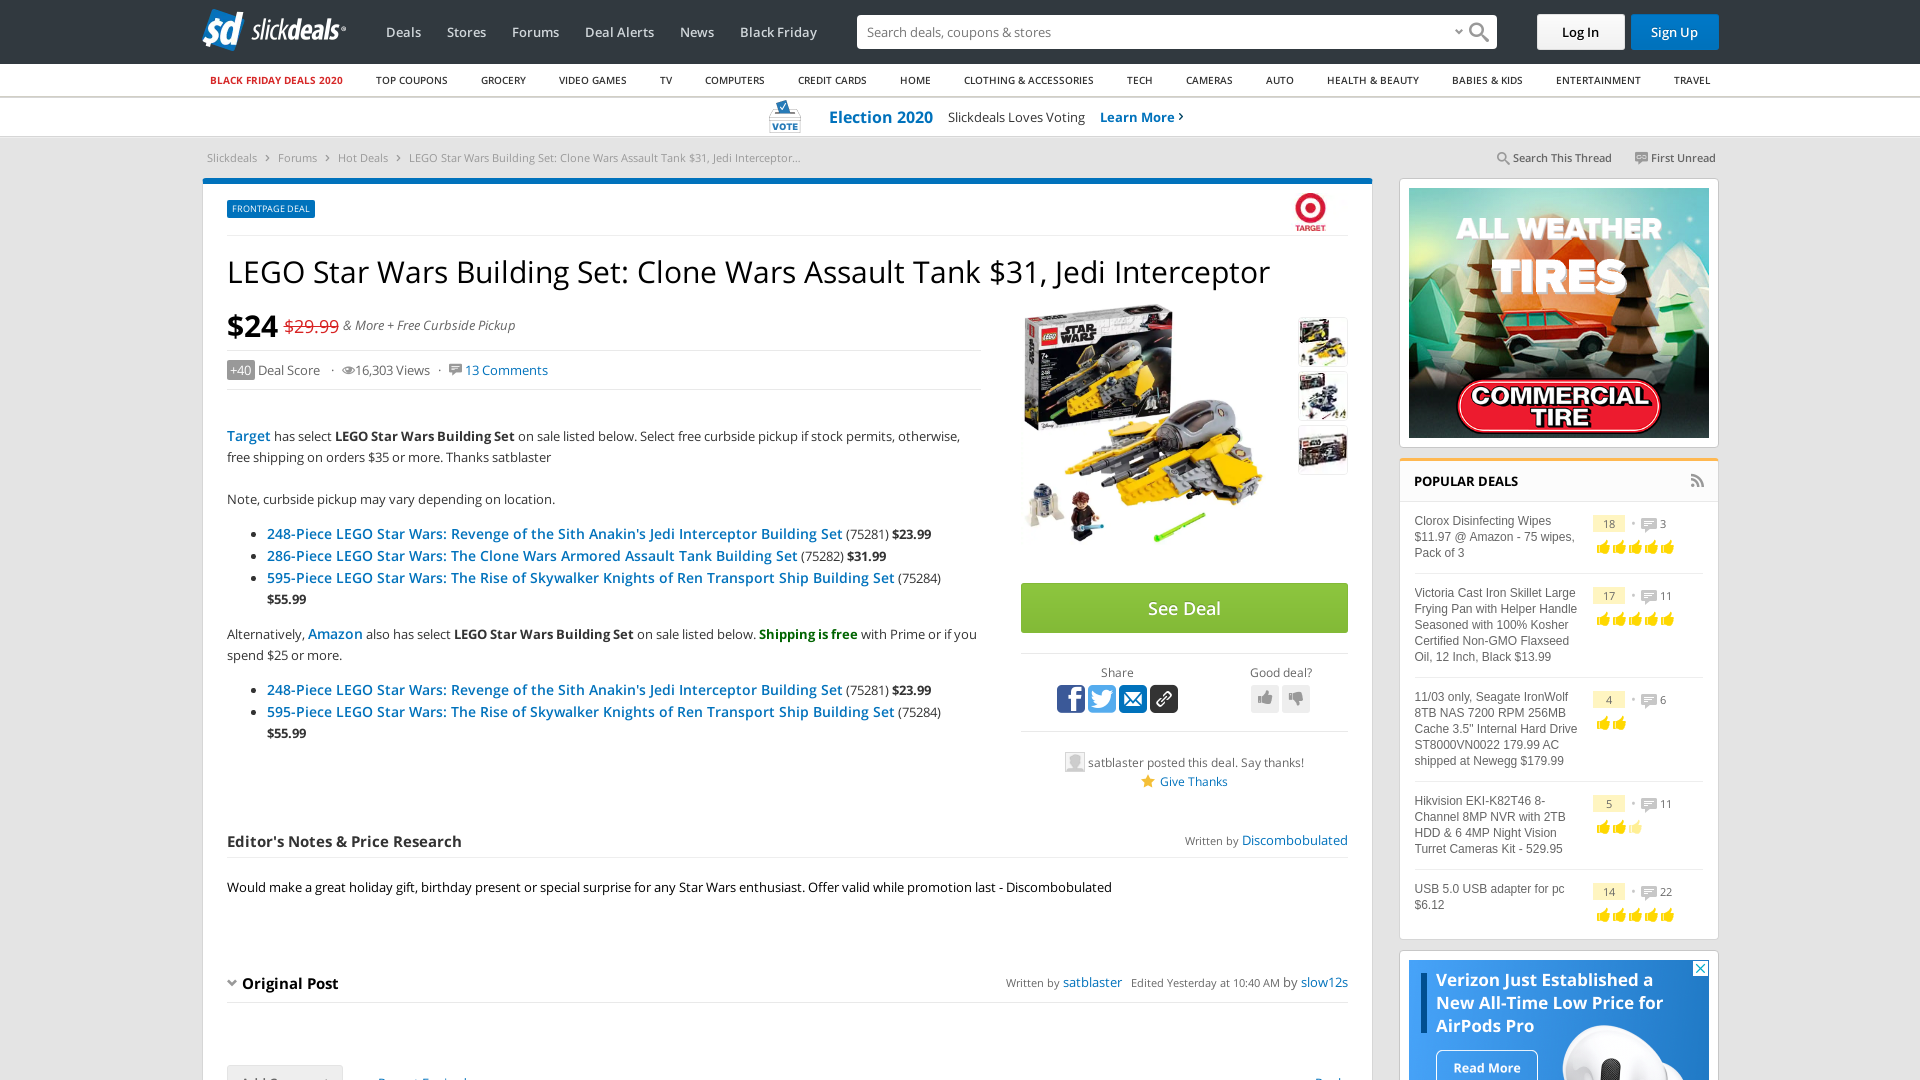 slickdeals
Deals
Stores
Forums
Deal Alerts
News
Black Friday
Search deals, coupons & stores
Log In
Sign Up
BLACK FRIDAY DEALS 2020
TOP COUPONS
GROCERY
VIDEO GAMES
TV
COMPUTERS
CREDIT CARDS
HOME
CLOTHING & ACCESSORIES
TECH
CAMERAS
AUTO
HEALTH & BEAUTY
BABIES & KIDS
ENTERTAINMENT
TRAVEL
VOTE
Election 2020 Slickdeals Loves Voting Learn More
Slickdeals > Forums > Hot Deals > LEGO Star Wars Building Set: Clone Wars Assault Tank $31, Jedi Interceptor...
Search This Thread
First Unread
FRONTPAGE DEAL
TARGET
LEGO Star Wars Building Set: Clone Wars Assault Tank $31, Jedi Interceptor
$24 $29.99 & More + Free Curbside Pickup
+40 Deal Score · 16,303 Views · 13 Comments
Target has select LEGO Star Wars Building Set on sale listed below. Select free curbside pickup if stock permits, otherwise,
free shipping on orders $35 or more. Thanks satblaster
Note, curbside pickup may vary depending on location.
248-Piece LEGO Star Wars: Revenge of the Sith Anakin's Jedi Interceptor Building Set (75281) $23.99
286-Piece LEGO Star Wars: The Clone Wars Armored Assault Tank Building Set (75282) $31.99
595-Piece LEGO Star Wars: The Rise of Skywalker Knights of Ren Transport Ship Building Set (75284)
$55.99
Alternatively, Amazon also has select LEGO Star Wars Building Set on sale listed below. Shipping is free with Prime or if you
spend $25 or more.
248-Piece LEGO Star Wars: Revenge of the Sith Anakin's Jedi Interceptor Building Set (75281) $23.99
595-Piece LEGO Star Wars: The Rise of Skywalker Knights of Ren Transport Ship Building Set (75284)
$55.99
LEGO
STAR WARS
7+
See Deal
Share
Good deal?
satblaster posted this deal. Say thanks!
Give Thanks
Editor's Notes & Price Research
Written by Discombobulated
Would make a great holiday gift, birthday present or special surprise for any Star Wars enthusiast. Offer valid while promotion last - Discombobulated
Original Post
Written by satblaster Edited Yesterday at 10:40 AM by slow12s
ALL WEATHER
TIRES
COMMERCIAL
TIRE
POPULAR DEALS
Clorox Disinfecting Wipes
$11.97 @ Amazon - 75 wipes,
Pack of 3
18 • 3
Victoria Cast Iron Skillet Large
Frying Pan with Helper Handle
Seasoned with 100% Kosher
Certified Non-GMO Flaxseed
Oil, 12 Inch, Black $13.99
17 • 11
11/03 only, Seagate IronWolf
8TB NAS 7200 RPM 256MB
Cache 3.5" Internal Hard Drive
ST8000VN0022 179.99 AC
shipped at Newegg $179.99
4 • 6
Hikvision EKI-K82T46 8-
Channel 8MP NVR with 2TB
HDD & 6 4MP Night Vision
Turret Cameras Kit - 529.95
5 • 11
USB 5.0 USB adapter for pc
$6.12
14 • 22
Verizon Just Established a
New All-Time Low Price for
AirPods Pro
Read More